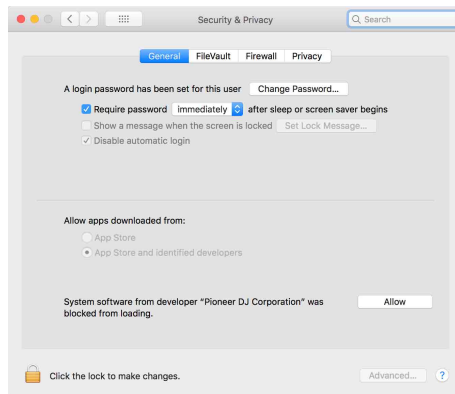 Security & Privacy
Search
General FileVault Firewall Privacy
A login password has been set for this user Change Password...
Require password immediately after sleep or screen saver begins
Show a message when the screen is locked Set Lock Message...
Disable automatic login
Allow apps downloaded from:
App Store
App Store and identified developers
System software from developer “Pioneer DJ Corporation” was Allow
blocked from loading.
Click the lock to make changes. Advanced... ?